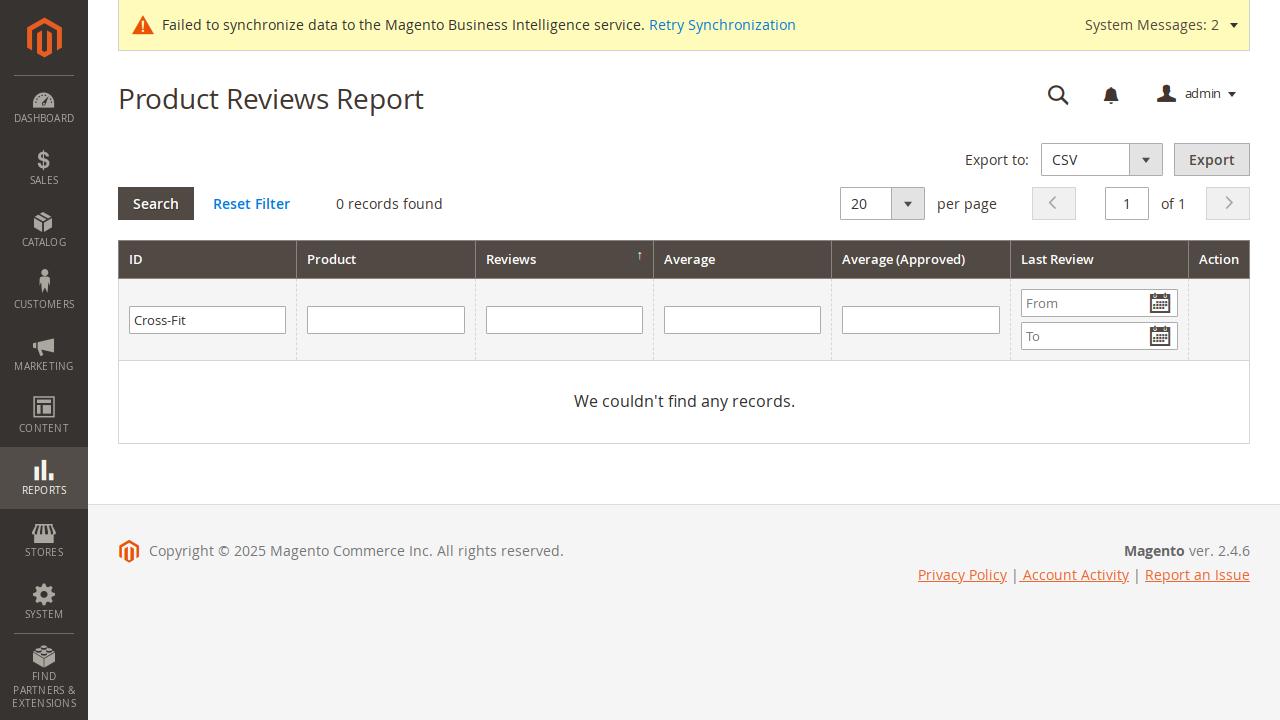 Failed to synchronize data to the Magento Business Intelligence service. Retry Synchronization
System Messages: 2
Product Reviews Report
admin
Export to: CSV Export
Search Reset Filter 0 records found 20 per page 1 of 1
ID Product Reviews ↑ Average Average (Approved) Last Review Action
Cross-Fit
From
To
We couldn't find any records.
DASHBOARD
SALES
CATALOG
CUSTOMERS
MARKETING
CONTENT
REPORTS
STORES
SYSTEM
FIND
PARTNERS &
EXTENSIONS
Copyright © 2025 Magento Commerce Inc. All rights reserved.
Magento ver. 2.4.6
Privacy Policy | Account Activity | Report an Issue